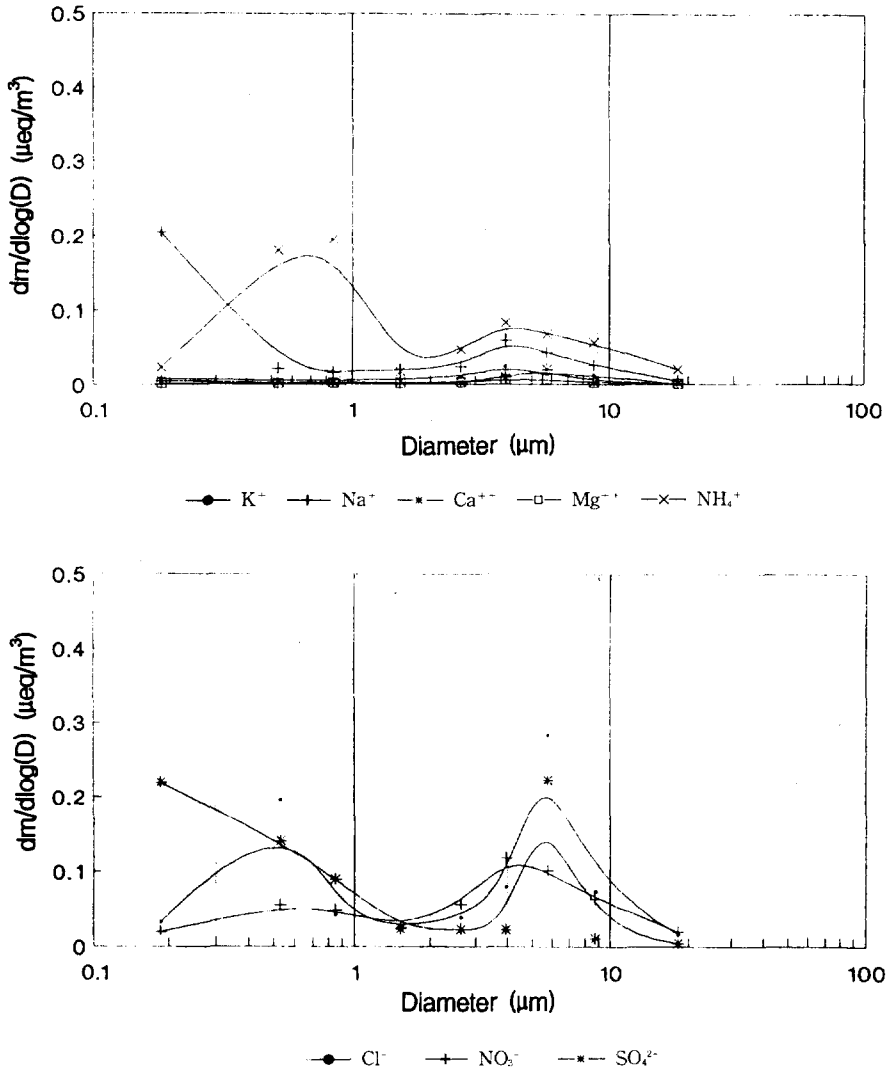 0.5
0.4
0.3
0.2
0.1
0
dm/dlog(D) (μeq/m³)
0.1 1 10 100
Diameter (μm)
K⁺ Na⁺ Ca⁺⁺ Mg⁺⁺ NH₄⁺
0.5
0.4
0.3
0.2
0.1
0
dm/dlog(D) (μeq/m³)
0.1 1 10 100
Diameter (μm)
Cl⁻ NO₃⁻ SO₄²⁻